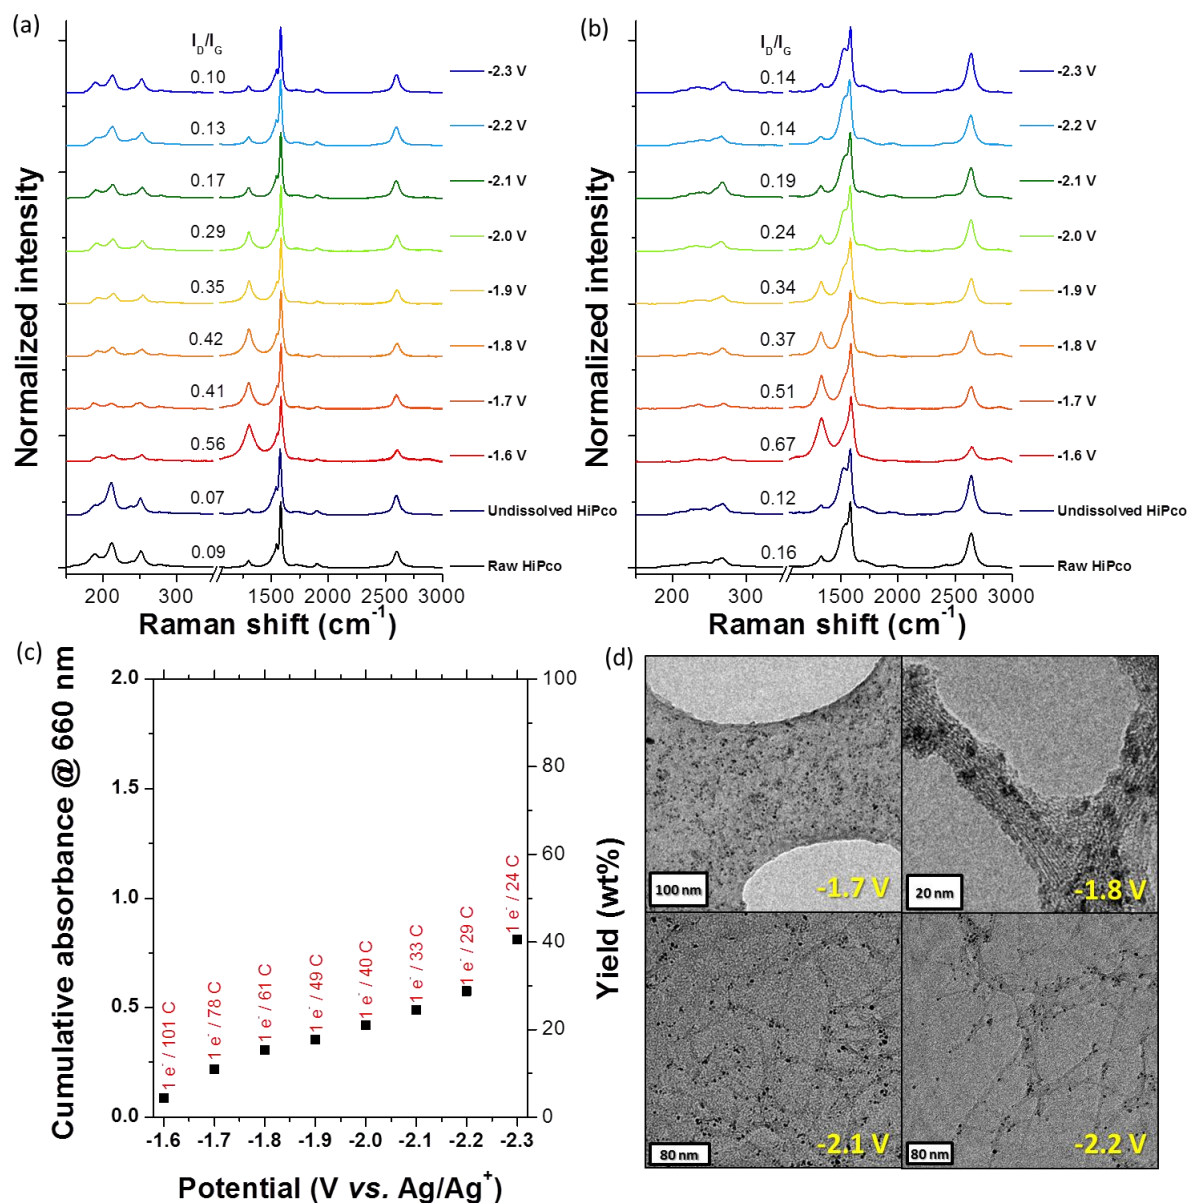 (a)
I_D/I_G
0.10
-2.3 V
0.13
-2.2 V
0.17
-2.1 V
0.29
-2.0 V
0.35
-1.9 V
0.42
-1.8 V
0.41
-1.7 V
0.56
-1.6 V
0.07
Undissolved HiPco
0.09
Raw HiPco
Normalized intensity
200 300 1500 2000 2500 3000
Raman shift (cm⁻¹)
(b)
I_D/I_G
0.14
-2.3 V
0.14
-2.2 V
0.19
-2.1 V
0.24
-2.0 V
0.34
-1.9 V
0.37
-1.8 V
0.51
-1.7 V
0.67
-1.6 V
0.12
Undissolved HiPco
0.16
Raw HiPco
Normalized intensity
200 300 1500 2000 2500 3000
Raman shift (cm⁻¹)
(c)
Cumulative absorbance @ 660 nm
2.0
1.5
1.0
0.5
0.0
100
80
60
40
20
0
Yield (wt%)
1 e⁻ / 101 C
1 e⁻ / 78 C
1 e⁻ / 61 C
1 e⁻ / 49 C
1 e⁻ / 40 C
1 e⁻ / 33 C
1 e⁻ / 29 C
1 e⁻ / 24 C
-1.6 -1.7 -1.8 -1.9 -2.0 -2.1 -2.2 -2.3
Potential (V vs. Ag/Ag⁺)
(d)
100 nm
-1.7 V
20 nm
-1.8 V
80 nm
-2.1 V
80 nm
-2.2 V